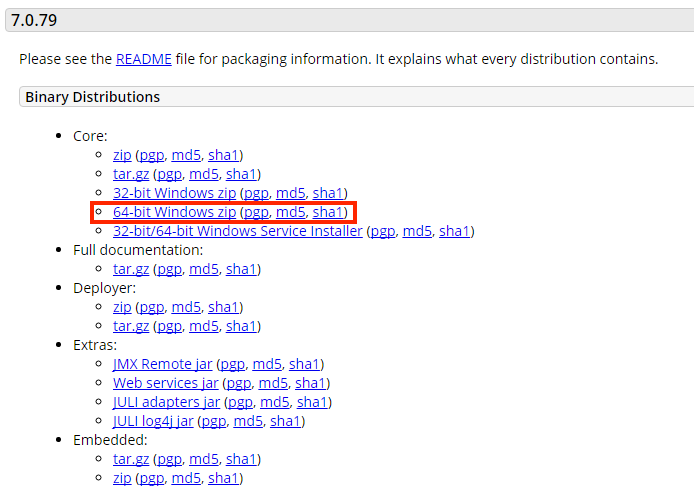 7.0.79
Please see the README file for packaging information. It explains what every distribution contains.
Binary Distributions
Core:
zip (pgp, md5, sha1)
tar.gz (pgp, md5, sha1)
32-bit Windows zip (pgp, md5, sha1)
64-bit Windows zip (pgp, md5, sha1)
32-bit/64-bit Windows Service Installer (pgp, md5, sha1)
Full documentation:
tar.gz (pgp, md5, sha1)
Deployer:
zip (pgp, md5, sha1)
tar.gz (pgp, md5, sha1)
Extras:
JMX Remote jar (pgp, md5, sha1)
Web services jar (pgp, md5, sha1)
JULI adapters jar (pgp, md5, sha1)
JULI log4j jar (pgp, md5, sha1)
Embedded:
tar.gz (pgp, md5, sha1)
zip (pgp, md5, sha1)